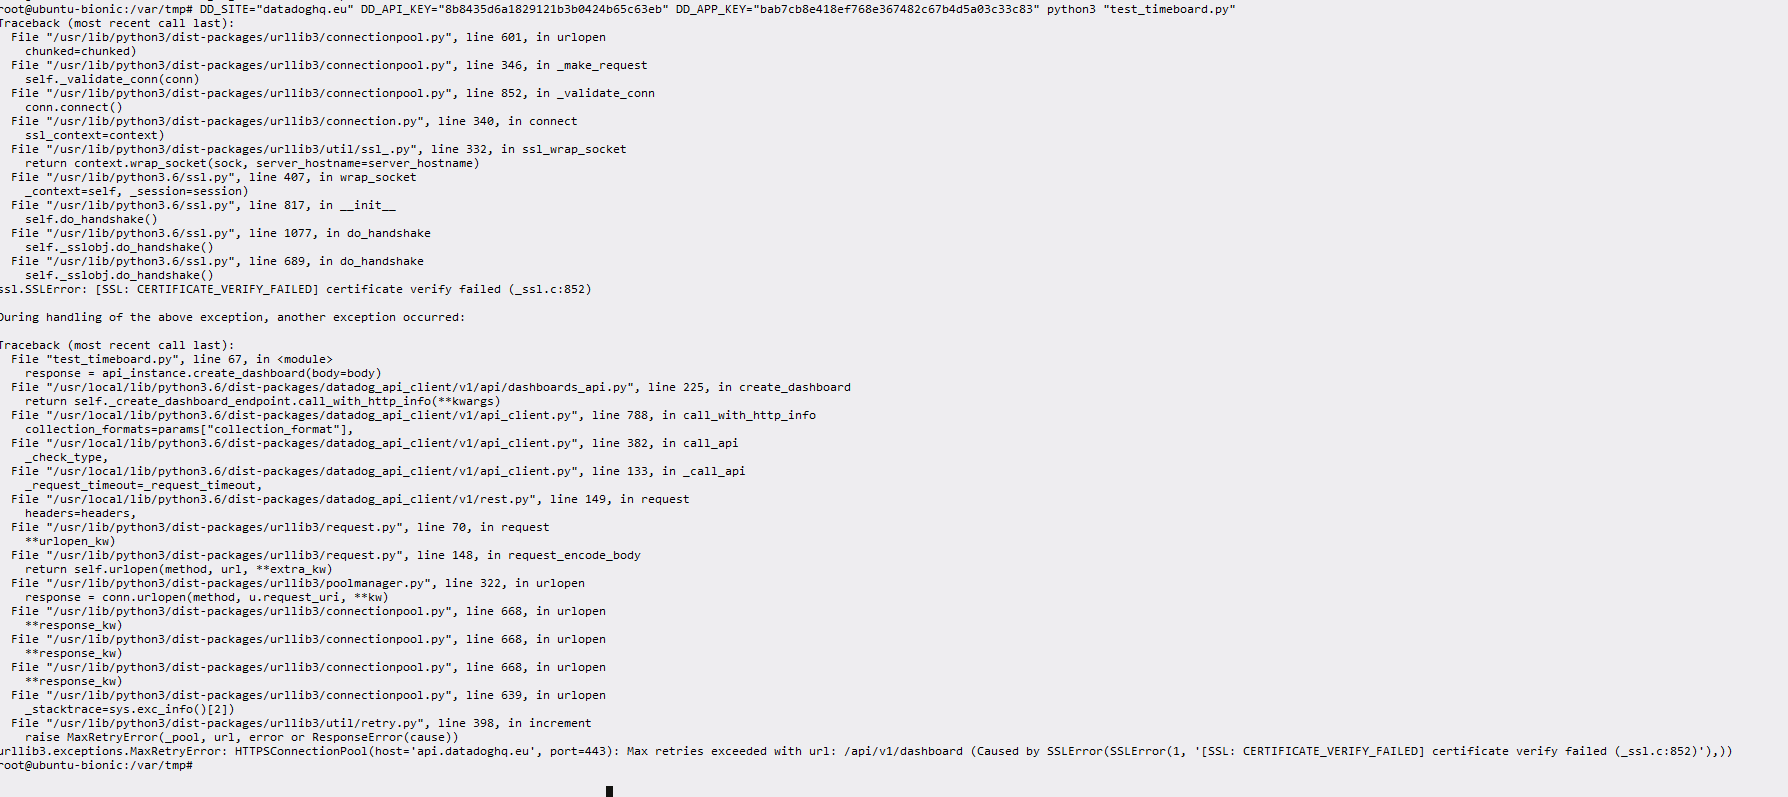 root@ubuntu-bionic:/var/tmp# DD_SITE="datadoghq.eu" DD_API_KEY="8b8435d6a1829121b3b0424b65c63eb" DD_APP_KEY="bab7cb8e418ef768e367482c67b4d5a03c33c83" python3 "test_timeboard.py"
Traceback (most recent call last):
  File "/usr/lib/python3/dist-packages/urllib3/connectionpool.py", line 601, in urlopen
    chunked=chunked)
  File "/usr/lib/python3/dist-packages/urllib3/connectionpool.py", line 346, in _make_request
    self._validate_conn(conn)
  File "/usr/lib/python3/dist-packages/urllib3/connectionpool.py", line 852, in _validate_conn
    conn.connect()
  File "/usr/lib/python3/dist-packages/urllib3/connection.py", line 340, in connect
    ssl_context=context)
  File "/usr/lib/python3/dist-packages/urllib3/util/ssl_.py", line 332, in ssl_wrap_socket
    return context.wrap_socket(sock, server_hostname=server_hostname)
  File "/usr/lib/python3.6/ssl.py", line 407, in wrap_socket
    _context=self, _session=session)
  File "/usr/lib/python3.6/ssl.py", line 817, in __init__
    self.do_handshake()
  File "/usr/lib/python3.6/ssl.py", line 1077, in do_handshake
    self._sslobj.do_handshake()
  File "/usr/lib/python3.6/ssl.py", line 689, in do_handshake
    self._sslobj.do_handshake()
ssl.SSLError: [SSL: CERTIFICATE_VERIFY_FAILED] certificate verify failed (_ssl.c:852)

During handling of the above exception, another exception occurred:

Traceback (most recent call last):
  File "test_timeboard.py", line 67, in <module>
    response = api_instance.create_dashboard(body=body)
  File "/usr/local/lib/python3.6/dist-packages/datadog_api_client/v1/api/dashboards_api.py", line 225, in create_dashboard
    return self._create_dashboard_endpoint.call_with_http_info(**kwargs)
  File "/usr/local/lib/python3.6/dist-packages/datadog_api_client/v1/api_client.py", line 788, in call_with_http_info
    collection_formats=params["collection_format"],
  File "/usr/local/lib/python3.6/dist-packages/datadog_api_client/v1/api_client.py", line 382, in call_api
    _check_type,
  File "/usr/local/lib/python3.6/dist-packages/datadog_api_client/v1/api_client.py", line 133, in _call_api
    _request_timeout=_request_timeout,
  File "/usr/local/lib/python3.6/dist-packages/datadog_api_client/v1/rest.py", line 149, in request
    headers=headers,
  File "/usr/lib/python3/dist-packages/urllib3/request.py", line 70, in request
    **urlopen_kw)
  File "/usr/lib/python3/dist-packages/urllib3/request.py", line 148, in request_encode_body
    return self.urlopen(method, url, **extra_kw)
  File "/usr/lib/python3/dist-packages/urllib3/poolmanager.py", line 322, in urlopen
    response = conn.urlopen(method, u.request_uri, **kw)
  File "/usr/lib/python3/dist-packages/urllib3/connectionpool.py", line 668, in urlopen
    **response_kw)
  File "/usr/lib/python3/dist-packages/urllib3/connectionpool.py", line 668, in urlopen
    **response_kw)
  File "/usr/lib/python3/dist-packages/urllib3/connectionpool.py", line 668, in urlopen
    **response_kw)
  File "/usr/lib/python3/dist-packages/urllib3/connectionpool.py", line 639, in urlopen
    _stacktrace=sys.exc_info()[2])
  File "/usr/lib/python3/dist-packages/urllib3/util/retry.py", line 398, in increment
    raise MaxRetryError(_pool, url, error or ResponseError(cause))
urllib3.exceptions.MaxRetryError: HTTPSConnectionPool(host='api.datadoghq.eu', port=443): Max retries exceeded with url: /api/v1/dashboard (Caused by SSLError(SSLError(1, '[SSL: CERTIFICATE_VERIFY_FAILED] certificate verify failed (_ssl.c:852)'),))
root@ubuntu-bionic:/var/tmp#